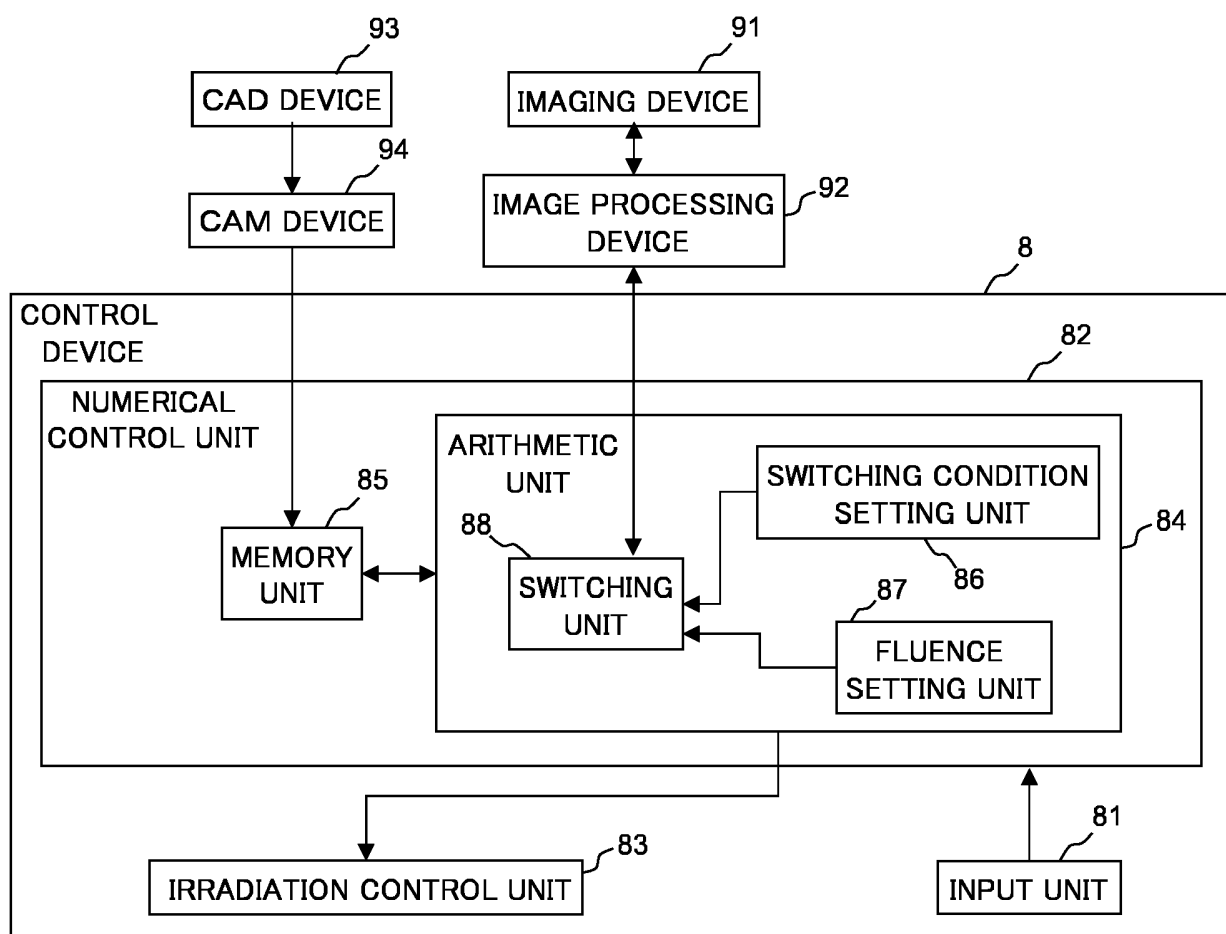 93
CAD DEVICE
94
CAM DEVICE
91
IMAGING DEVICE
92
IMAGE PROCESSING
DEVICE
8
CONTROL
DEVICE
82
NUMERICAL
CONTROL UNIT
85
MEMORY
UNIT
ARITHMETIC
UNIT
84
88
SWITCHING
UNIT
SWITCHING CONDITION
SETTING UNIT
86
87
FLUENCE
SETTING UNIT
83
IRRADIATION CONTROL UNIT
81
INPUT UNIT